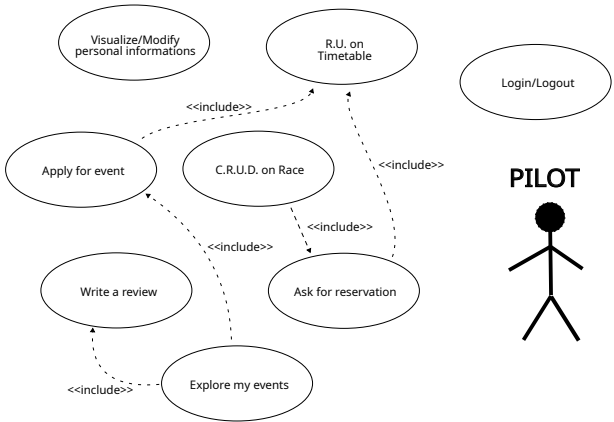 Visualize/Modify
personal informations
R.U. on
Timetable
Login/Logout
<<include>>
Apply for event
C.R.U.D. on Race
<<include>>
PILOT
<<include>>
<<include>>
Write a review
Ask for reservation
Explore my events
<<include>>